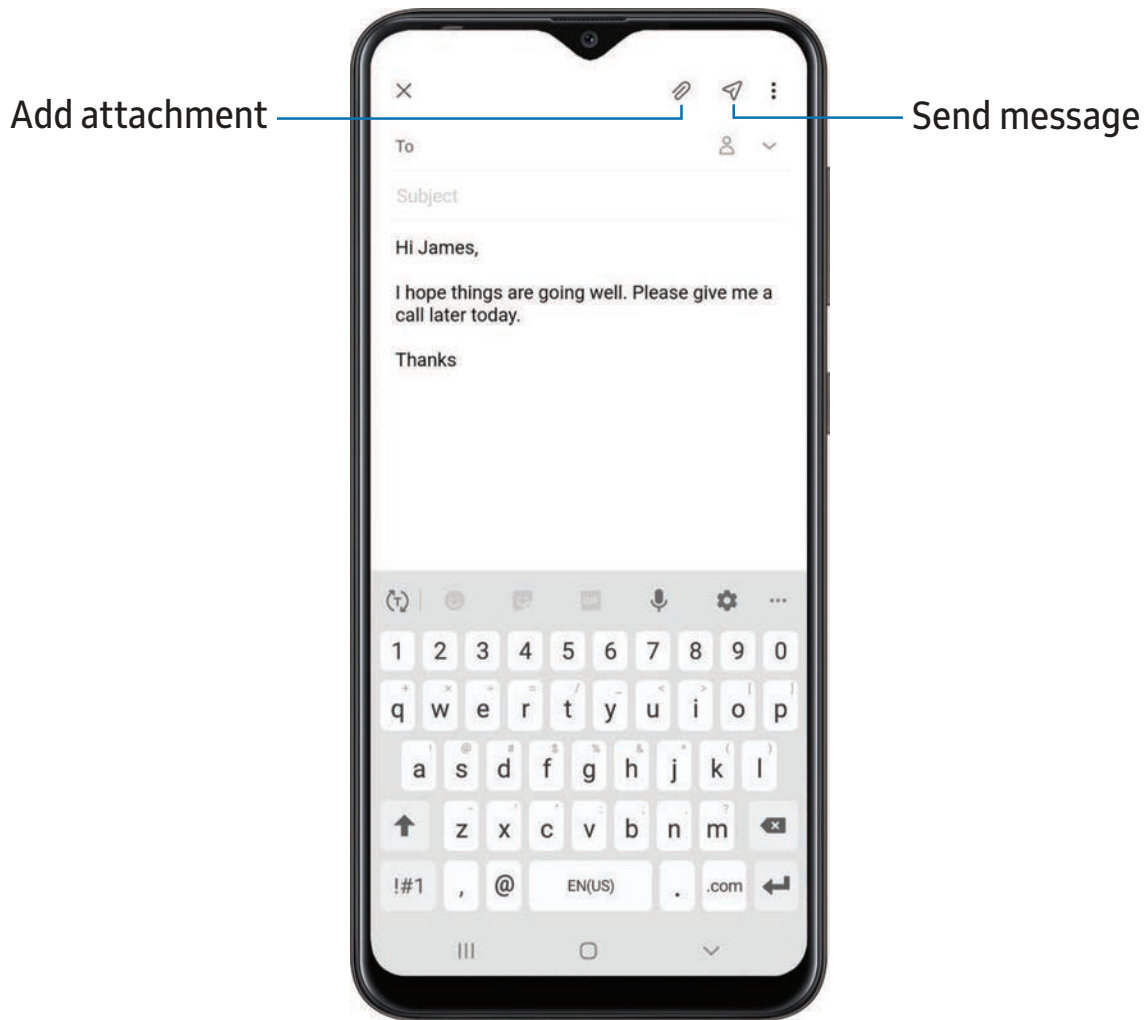 Add attachment
Send message
To
Subject
Hi James,
I hope things are going well. Please give me a
call later today.
Thanks
1 2 3 4 5 6 7 8 9 0
q w e r t y u i o p
a s d f g h j k l
z x c v b n m
!#1 , @ EN(US) . .com